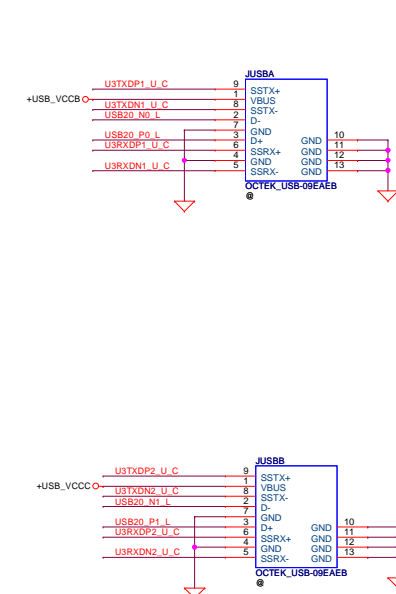 JUSBA
U3TXDP1_U_C 9 SSTX+
+USB_VCCB 1 VBUS
U3TXDN1_U_C 8 SSTX-
USB20_N0_L 2 D-
7 GND
USB20_P0_L 3 D+ GND 10
U3RXDP1_U_C 6 SSRX+ GND 11
4 GND GND 12
U3RXDN1_U_C 5 SSRX- GND 13
OCTEK_USB-09EAEB
@
JUSBB
U3TXDP2_U_C 9 SSTX+
+USB_VCCC 1 VBUS
U3TXDN2_U_C 8 SSTX-
USB20_N1_L 2 D-
7 GND
USB20_P1_L 3 D+ GND 10
U3RXDP2_U_C 6 SSRX+ GND 11
4 GND GND 12
U3RXDN2_U_C 5 SSRX- GND 13
OCTEK_USB-09EAEB
@